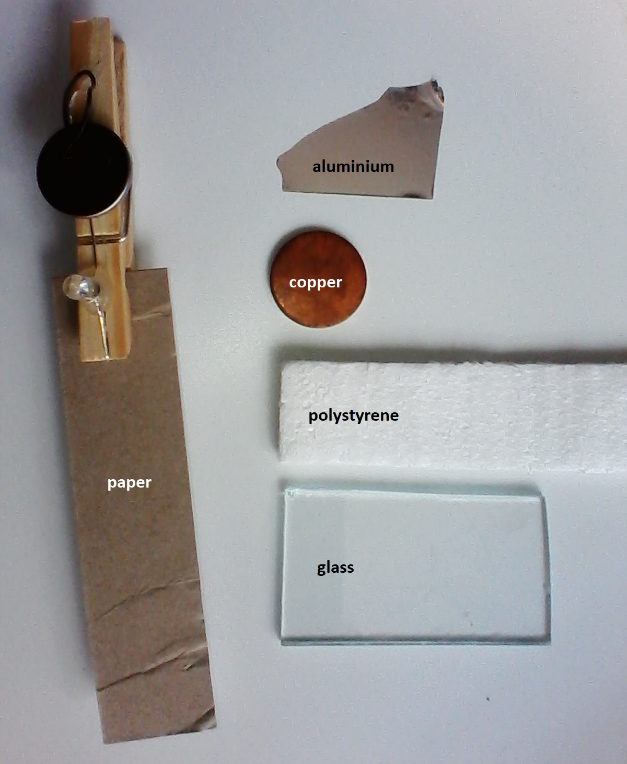 aluminium
copper
polystyrene
paper
glass